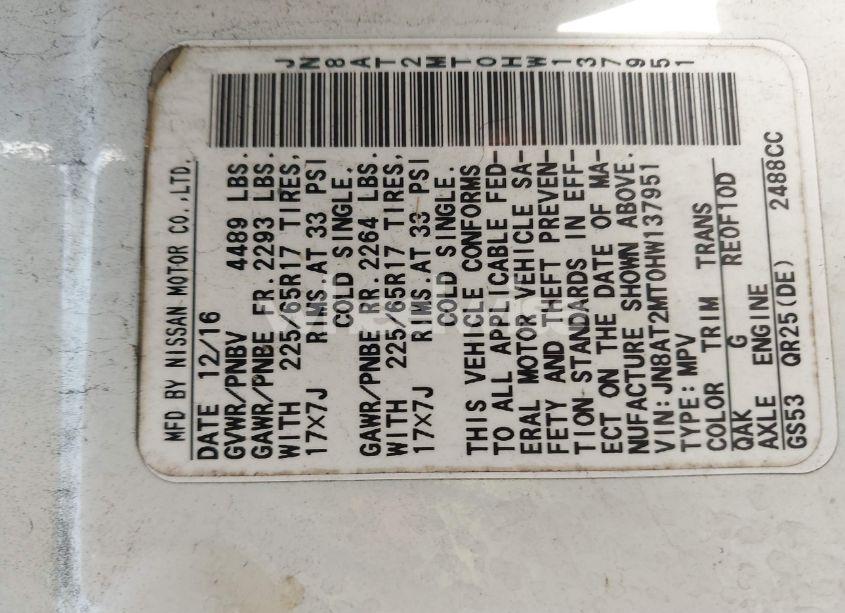 JN8AT2MT0HW137951
MFD BY NISSAN MOTOR CO.,LTD.
DATE 12/16
GVWR/PNBV 4489 LBS.
GAWR/PNBE FR. 2293 LBS.
WITH 225/65R17 TIRES,
17X7J RIMS.AT 33 PSI
COLD SINGLE.
GAWR/PNBE RR. 2264 LBS.
WITH 225/65R17 TIRES,
17X7J RIMS.AT 33 PSI
COLD SINGLE.
THIS VEHICLE CONFORMS
TO ALL APPLICABLE FED-
ERAL MOTOR VEHICLE SA-
FETY AND THEFT PREVEN-
TION STANDARDS IN EFF-
ECT ON THE DATE OF MA-
NUFACTURE SHOWN ABOVE.
VIN:JN8AT2MT0HW137951
TYPE:MPV
COLOR TRIM TRANS
QAK G RE0F10D
AXLE ENGINE
GS53 QR25(DE) 2488CC